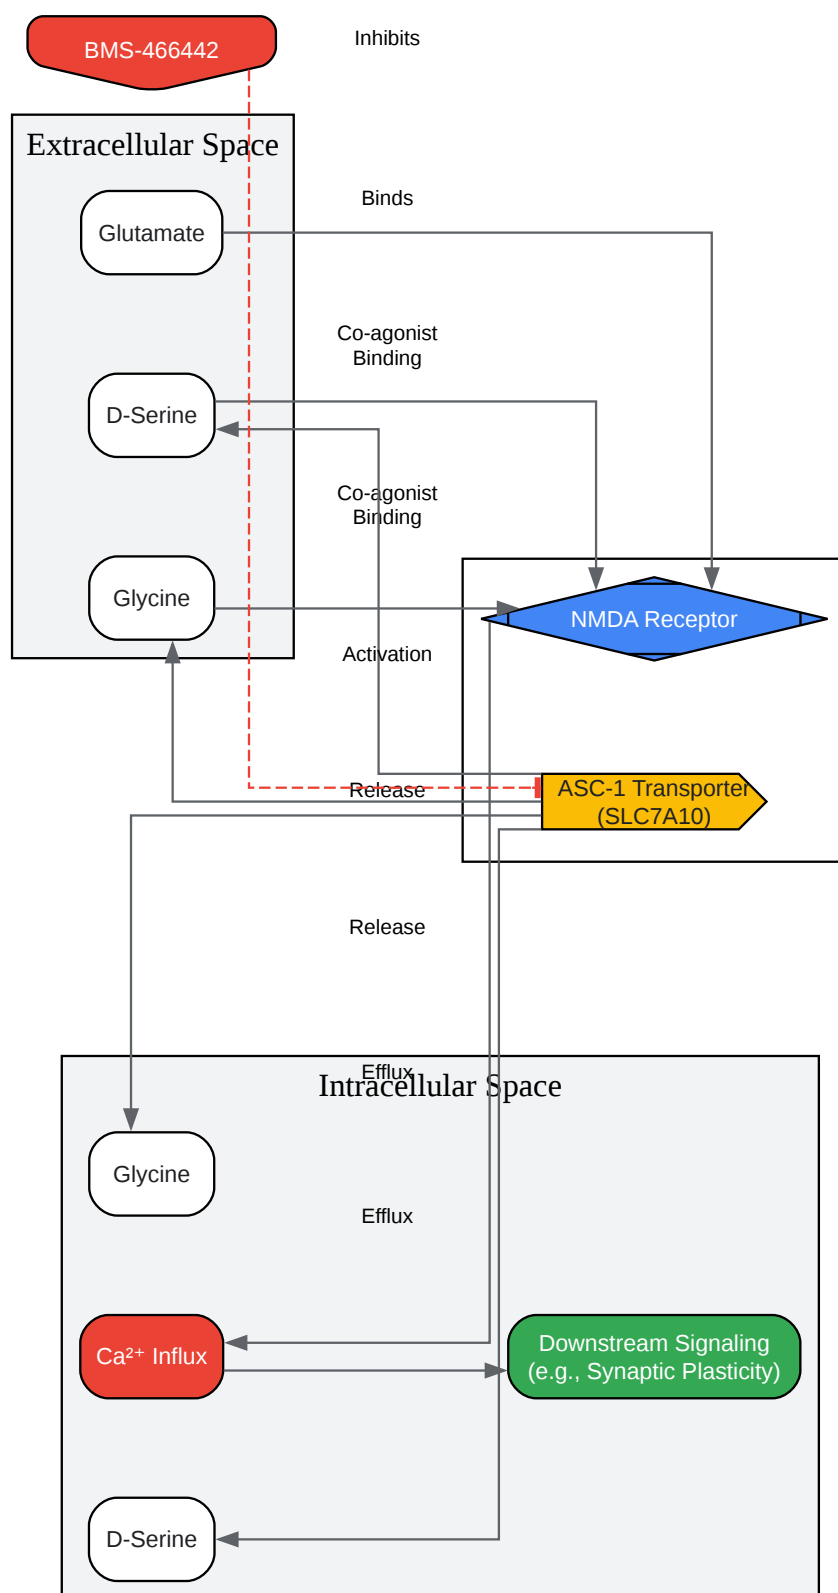 BMS-466442
Inhibits
Extracellular Space
Binds
Glutamate
Co-agonist
Binding
D-Serine
Co-agonist
Binding
Glycine
NMDA Receptor
Activation
Release
ASC-1 Transporter
(SLC7A10)
Release
Efflux
Intracellular Space
Glycine
Efflux
Ca²⁺ Influx
Downstream Signaling
(e.g., Synaptic Plasticity)
D-Serine